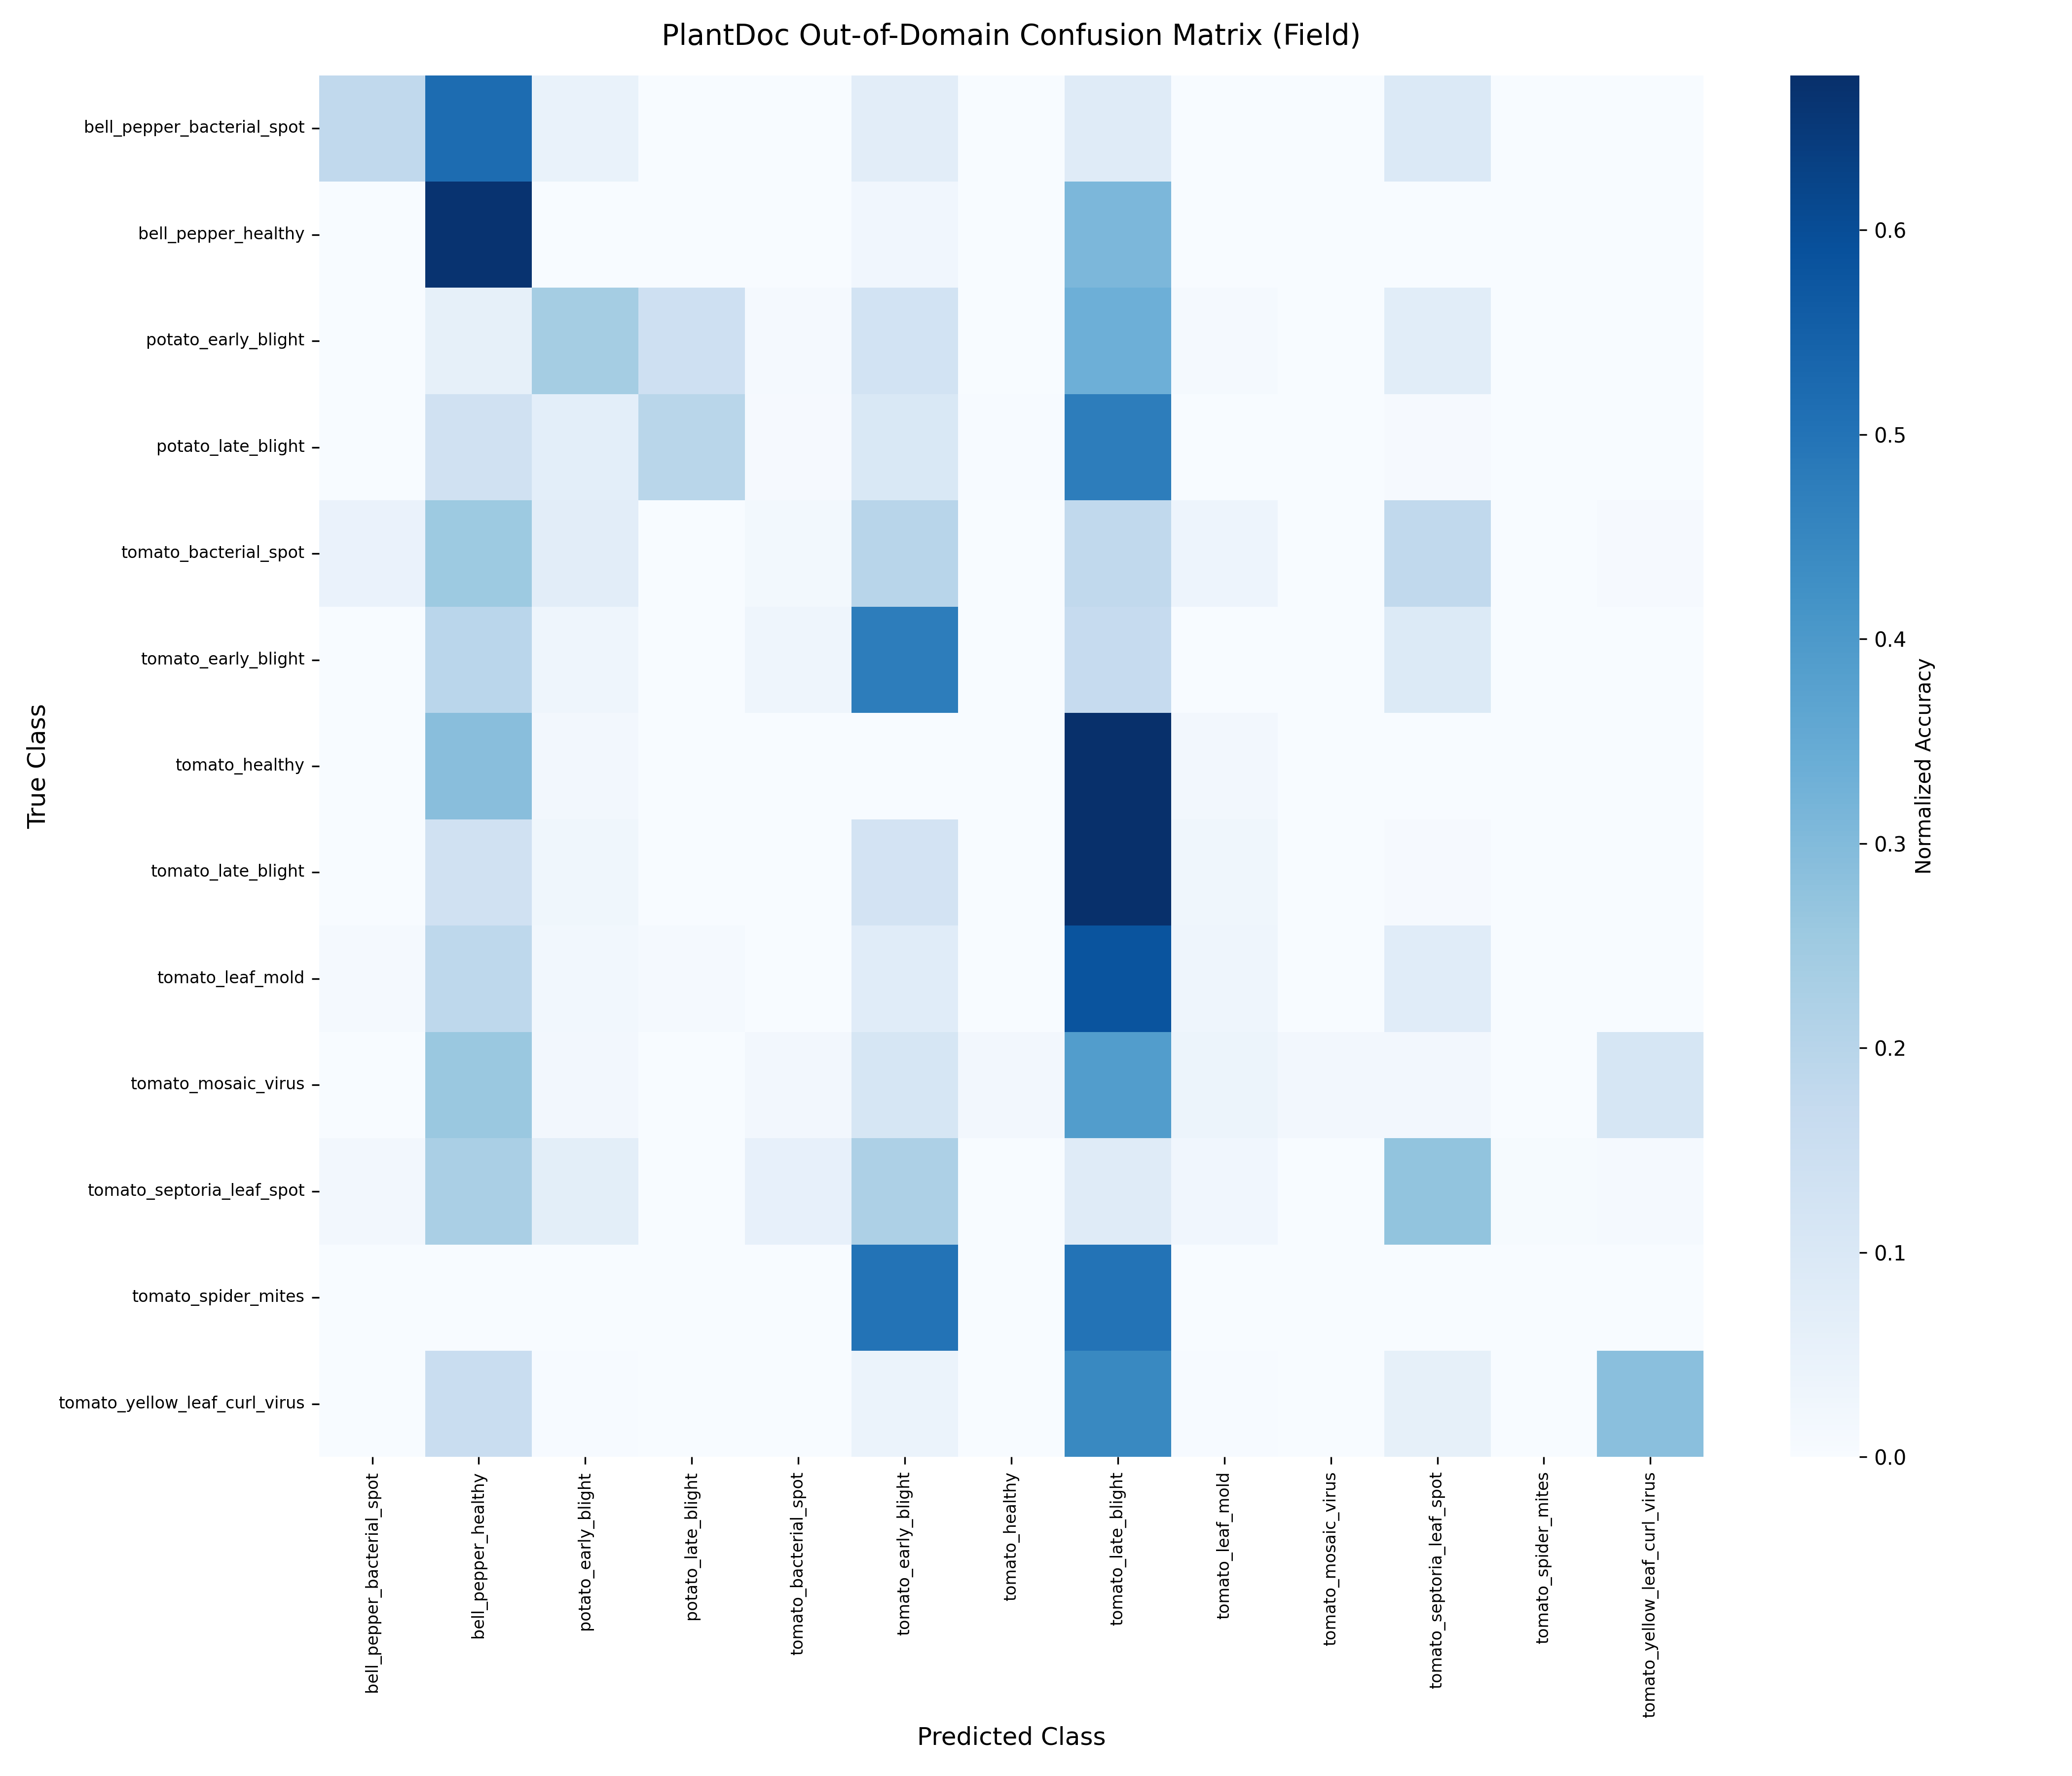 PlantDoc Out-of-Domain Confusion Matrix (Field)
True Class
bell_pepper_bacterial_spot
bell_pepper_healthy
potato_early_blight
potato_late_blight
tomato_bacterial_spot
tomato_early_blight
tomato_healthy
tomato_late_blight
tomato_leaf_mold
tomato_mosaic_virus
tomato_septoria_leaf_spot
tomato_spider_mites
tomato_yellow_leaf_curl_virus
bell_pepper_bacterial_spot
bell_pepper_healthy
potato_early_blight
potato_late_blight
tomato_bacterial_spot
tomato_early_blight
tomato_healthy
tomato_late_blight
tomato_leaf_mold
tomato_mosaic_virus
tomato_septoria_leaf_spot
tomato_spider_mites
tomato_yellow_leaf_curl_virus
Predicted Class
0.6
0.5
0.4
0.3
0.2
0.1
0.0
Normalized Accuracy